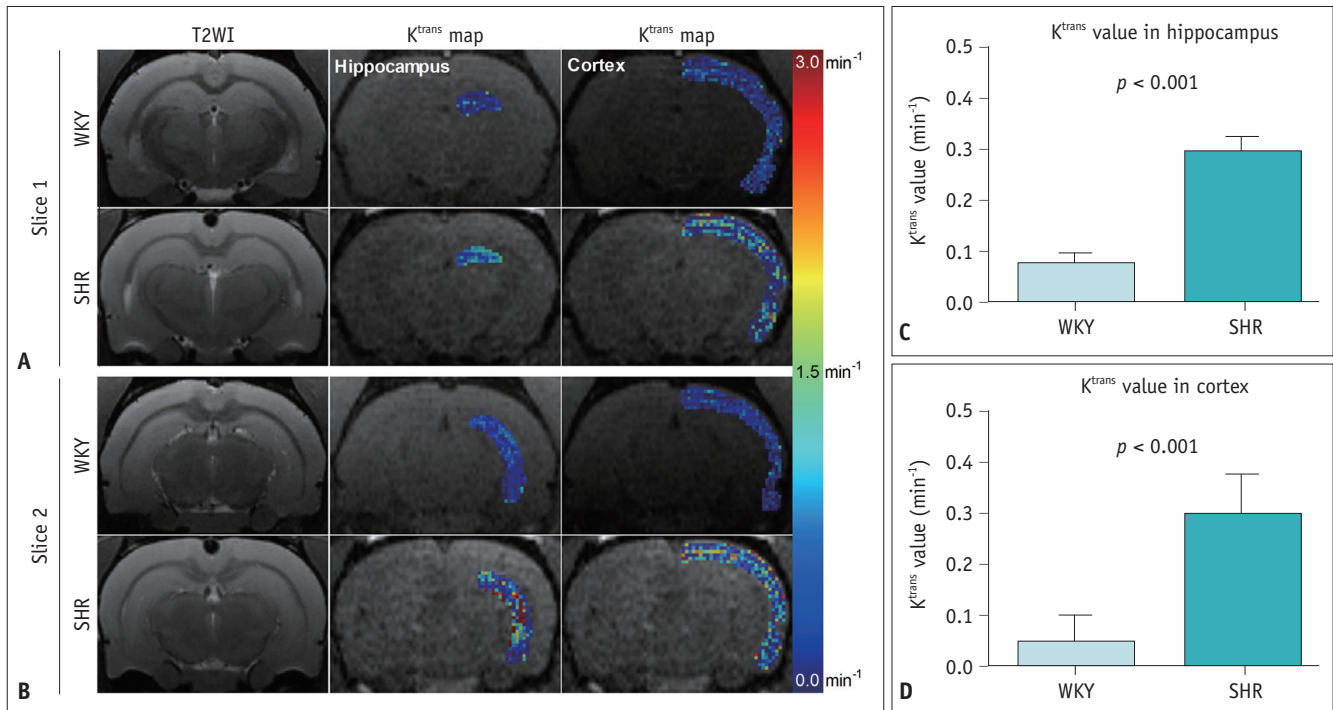 T2WI
K^trans map
K^trans map
Hippocampus
Cortex
Slice 1
WKY
SHR
A
Slice 2
WKY
SHR
B
3.0 min⁻¹
1.5 min⁻¹
0.0 min⁻¹
K^trans value in hippocampus
p < 0.001
K^trans value (min⁻¹)
0.5
0.4
0.3
0.2
0.1
0.0
WKY
SHR
C
K^trans value in cortex
p < 0.001
K^trans value (min⁻¹)
0.5
0.4
0.3
0.2
0.1
0.0
WKY
SHR
D